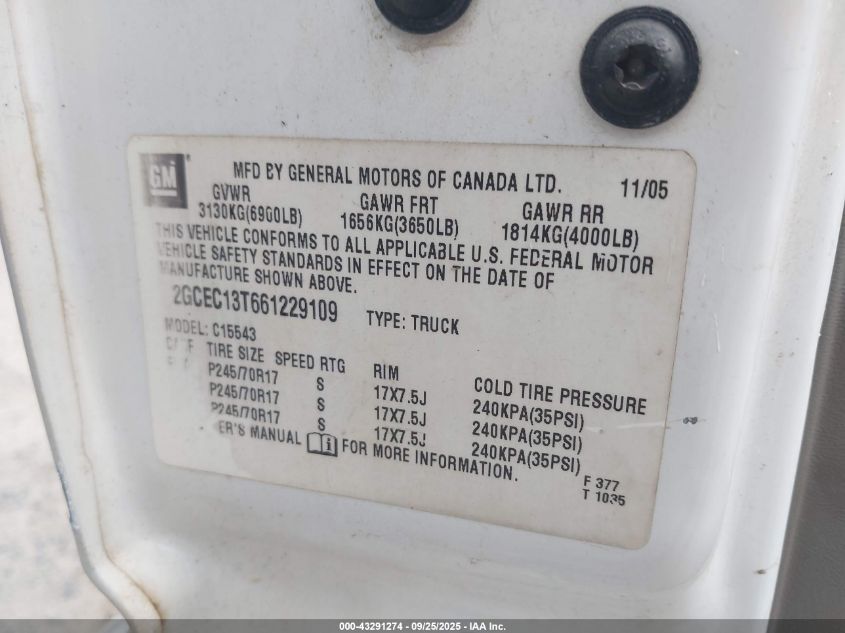 GM
MFD BY GENERAL MOTORS OF CANADA LTD. 11/05
GVWR GAWR FRT GAWR RR
3130KG(6900LB) 1656KG(3650LB) 1814KG(4000LB)
THIS VEHICLE CONFORMS TO ALL APPLICABLE U.S. FEDERAL MOTOR
VEHICLE SAFETY STANDARDS IN EFFECT ON THE DATE OF
MANUFACTURE SHOWN ABOVE.
2GCEC13T661229109 TYPE: TRUCK
MODEL: C15543
TIRE SIZE SPEED RTG RIM COLD TIRE PRESSURE
P245/70R17 S 17X7.5J 240KPA(35PSI)
P245/70R17 S 17X7.5J 240KPA(35PSI)
P245/70R17 S 17X7.5J 240KPA(35PSI)
ER'S MANUAL FOR MORE INFORMATION.
F 377
T 1035
000-43291274 - 09/25/2025 - IAA Inc.